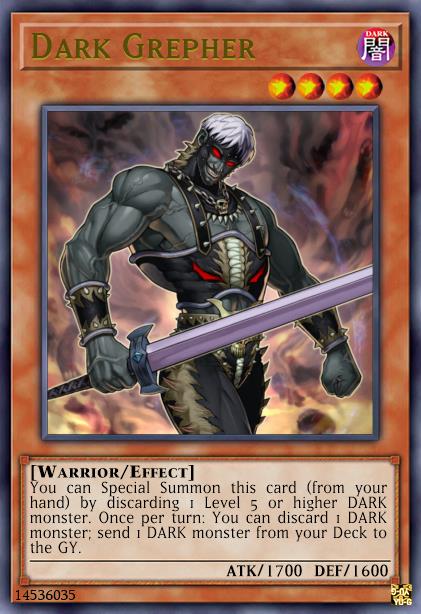 Dark Grepher
DARK
闇
[Warrior/Effect]
You can Special Summon this card (from your
hand) by discarding 1 Level 5 or higher DARK
monster. Once per turn: You can discard 1 DARK
monster; send 1 DARK monster from your Deck to
the GY.
ATK/1700 DEF/1600
14536035